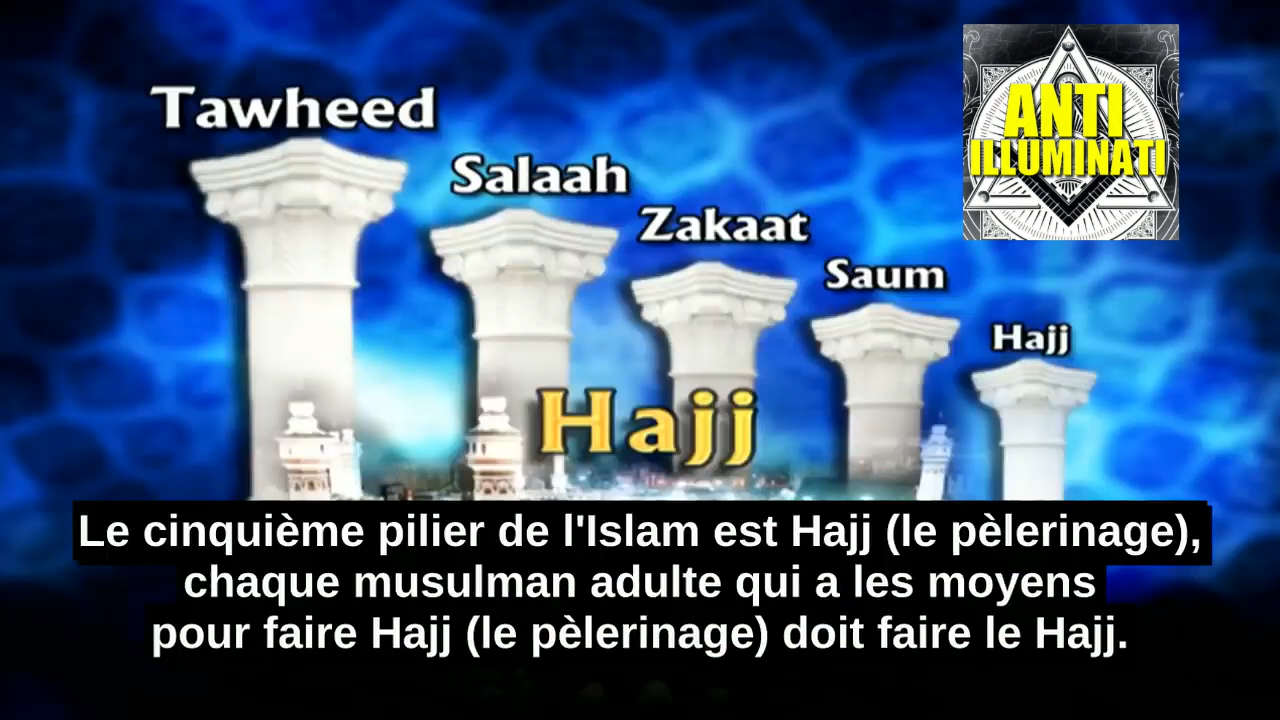 Tawheed
Salaah
Zakaat
Saum
Hajj
ANTI
ILLUMINATI
Hajj
Le cinquième pilier de l'Islam est Hajj (le pèlerinage),
chaque musulman adulte qui a les moyens
pour faire Hajj (le pèlerinage) doit faire le Hajj.